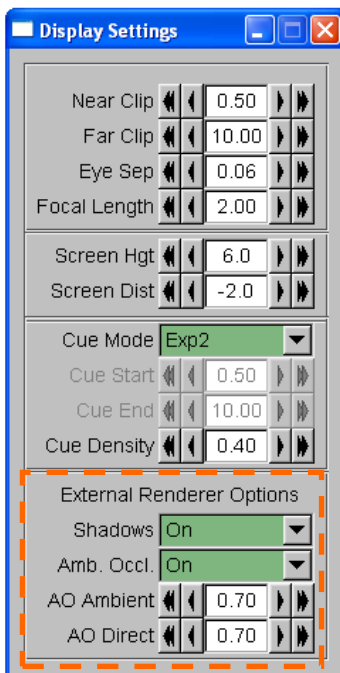 Display Settings
Near Clip 0.50
Far Clip 10.00
Eye Sep 0.06
Focal Length 2.00
Screen Hgt 6.0
Screen Dist -2.0
Cue Mode Exp2
Cue Start 0.50
Cue End 10.00
Cue Density 0.40
External Renderer Options
Shadows On
Amb. Occl. On
AO Ambient 0.70
AO Direct 0.70